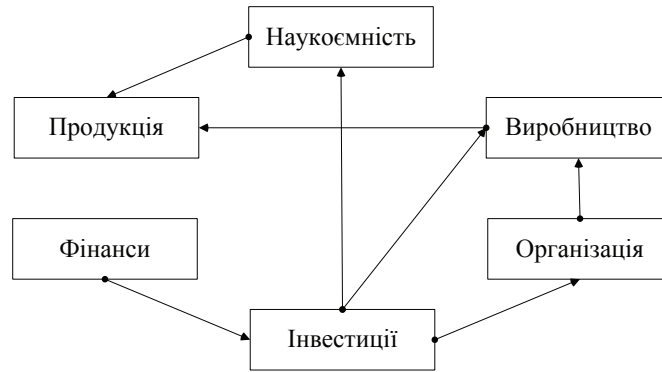 Наукоємність
Продукція
Виробництво
Фінанси
Організація
Інвестиції